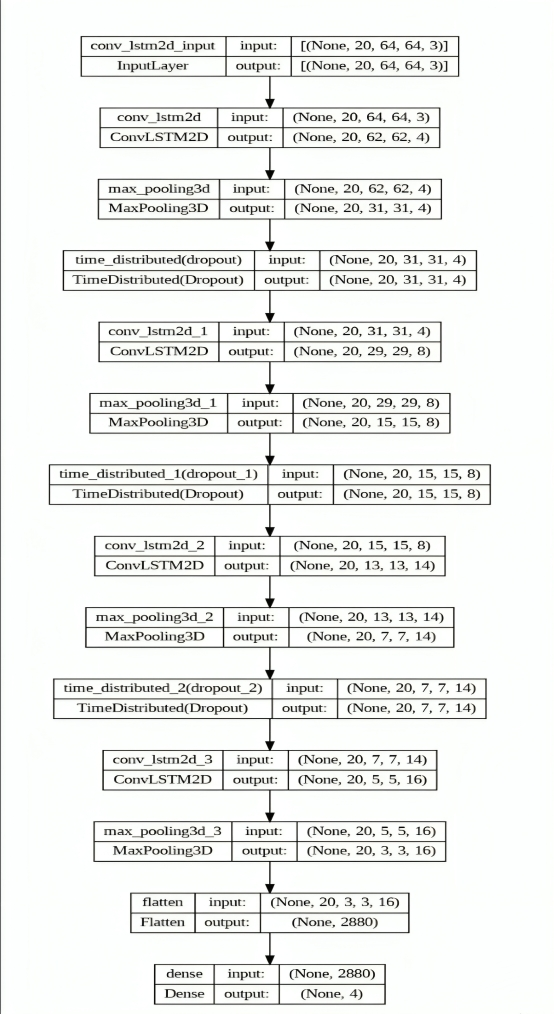 conv_lstm2d_input input: [(None, 20, 64, 64, 3)]
InputLayer output: [(None, 20, 64, 64, 3)]
conv_lstm2d input: (None, 20, 64, 64, 3)
ConvLSTM2D output: (None, 20, 62, 62, 4)
max_pooling3d input: (None, 20, 62, 62, 4)
MaxPooling3D output: (None, 20, 31, 31, 4)
time_distributed(dropout) input: (None, 20, 31, 31, 4)
TimeDistributed(Dropout) output: (None, 20, 31, 31, 4)
conv_lstm2d_1 input: (None, 20, 31, 31, 4)
ConvLSTM2D output: (None, 20, 29, 29, 8)
max_pooling3d_1 input: (None, 20, 29, 29, 8)
MaxPooling3D output: (None, 20, 15, 15, 8)
time_distributed_1(dropout_1) input: (None, 20, 15, 15, 8)
TimeDistributed(Dropout) output: (None, 20, 15, 15, 8)
conv_lstm2d_2 input: (None, 20, 15, 15, 8)
ConvLSTM2D output: (None, 20, 13, 13, 14)
max_pooling3d_2 input: (None, 20, 13, 13, 14)
MaxPooling3D output: (None, 20, 7, 7, 14)
time_distributed_2(dropout_2) input: (None, 20, 7, 7, 14)
TimeDistributed(Dropout) output: (None, 20, 7, 7, 14)
conv_lstm2d_3 input: (None, 20, 7, 7, 14)
ConvLSTM2D output: (None, 20, 5, 5, 16)
max_pooling3d_3 input: (None, 20, 5, 5, 16)
MaxPooling3D output: (None, 20, 3, 3, 16)
flatten input: (None, 20, 3, 3, 16)
Flatten output: (None, 2880)
dense input: (None, 2880)
Dense output: (None, 4)